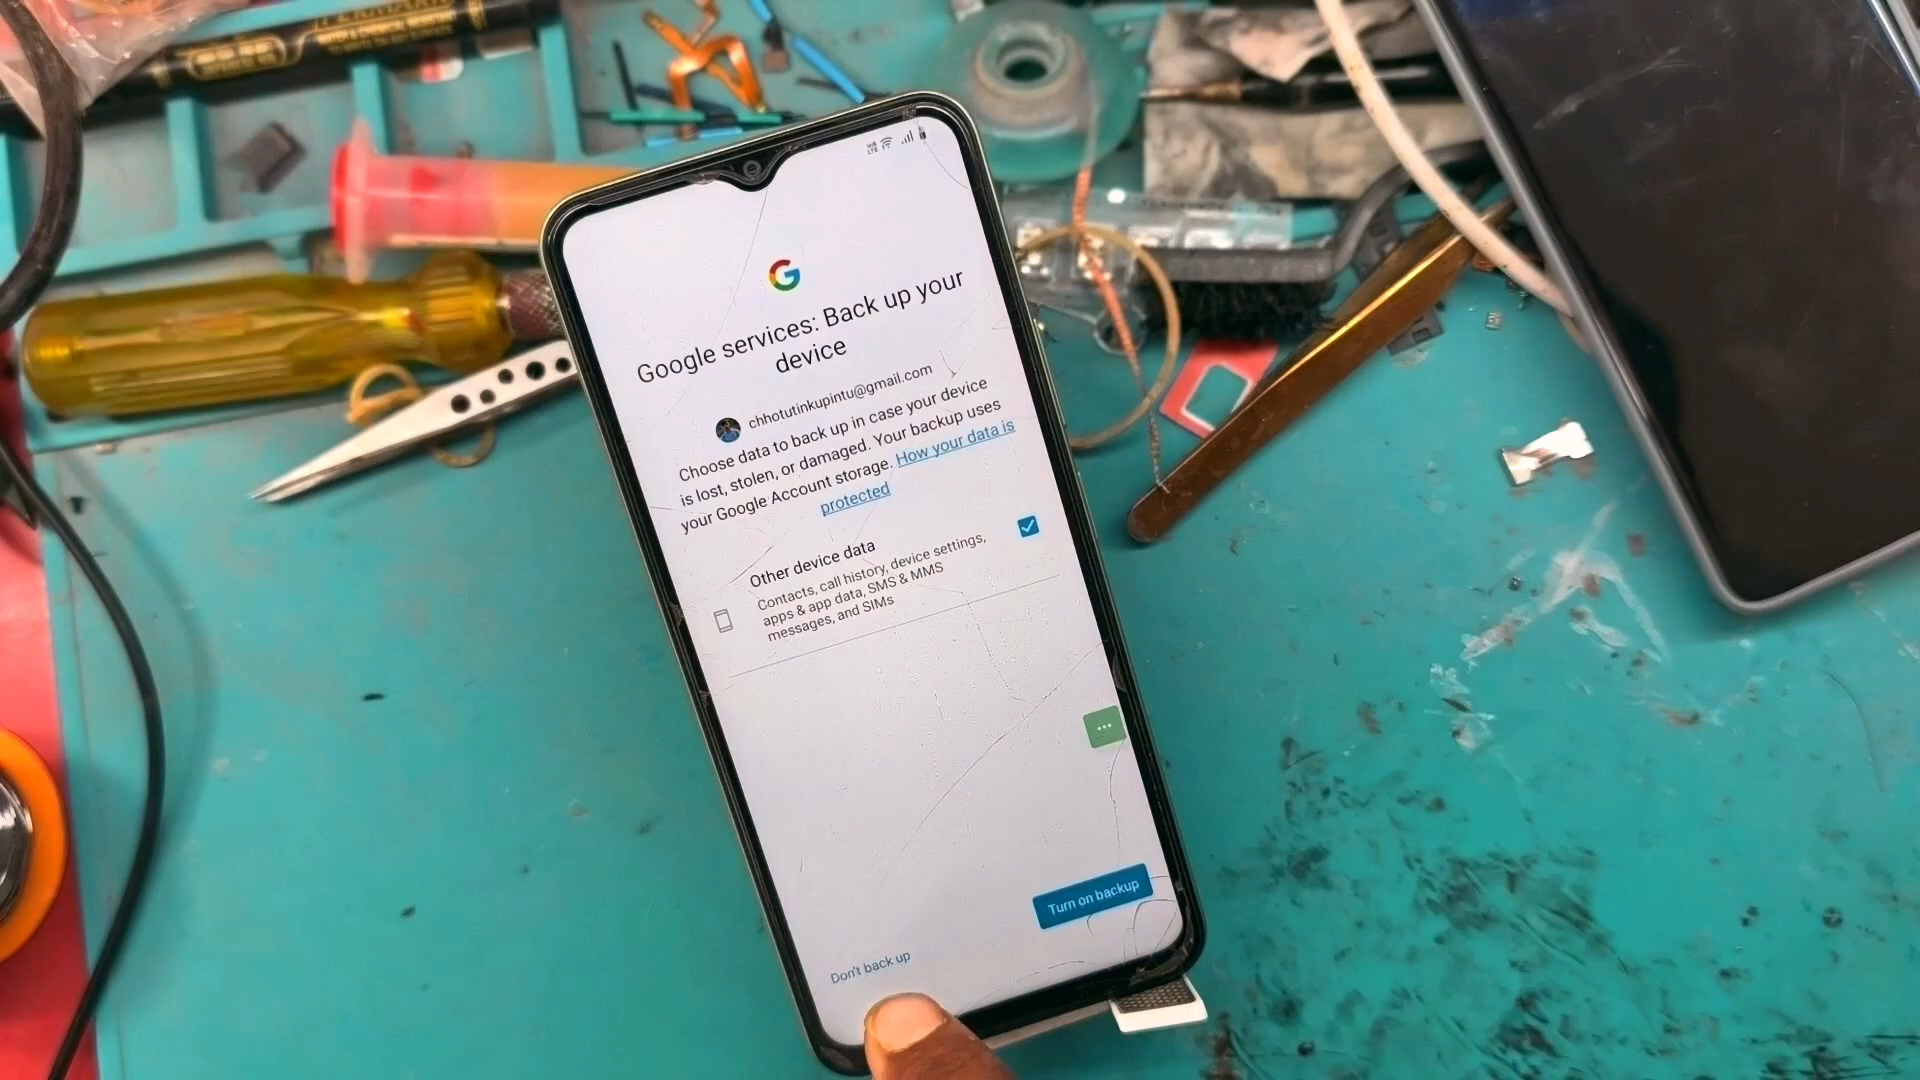 Google services: Back up your
device
chhotutinkupintu@gmail.com
Choose data to back up in case your device
is lost, stolen, or damaged. Your backup uses
your Google Account storage. How your data is
protected
Other device data
Contacts, call history, device settings,
apps & app data, SMS & MMS
messages, and SIMs
Turn on backup
Don't back up